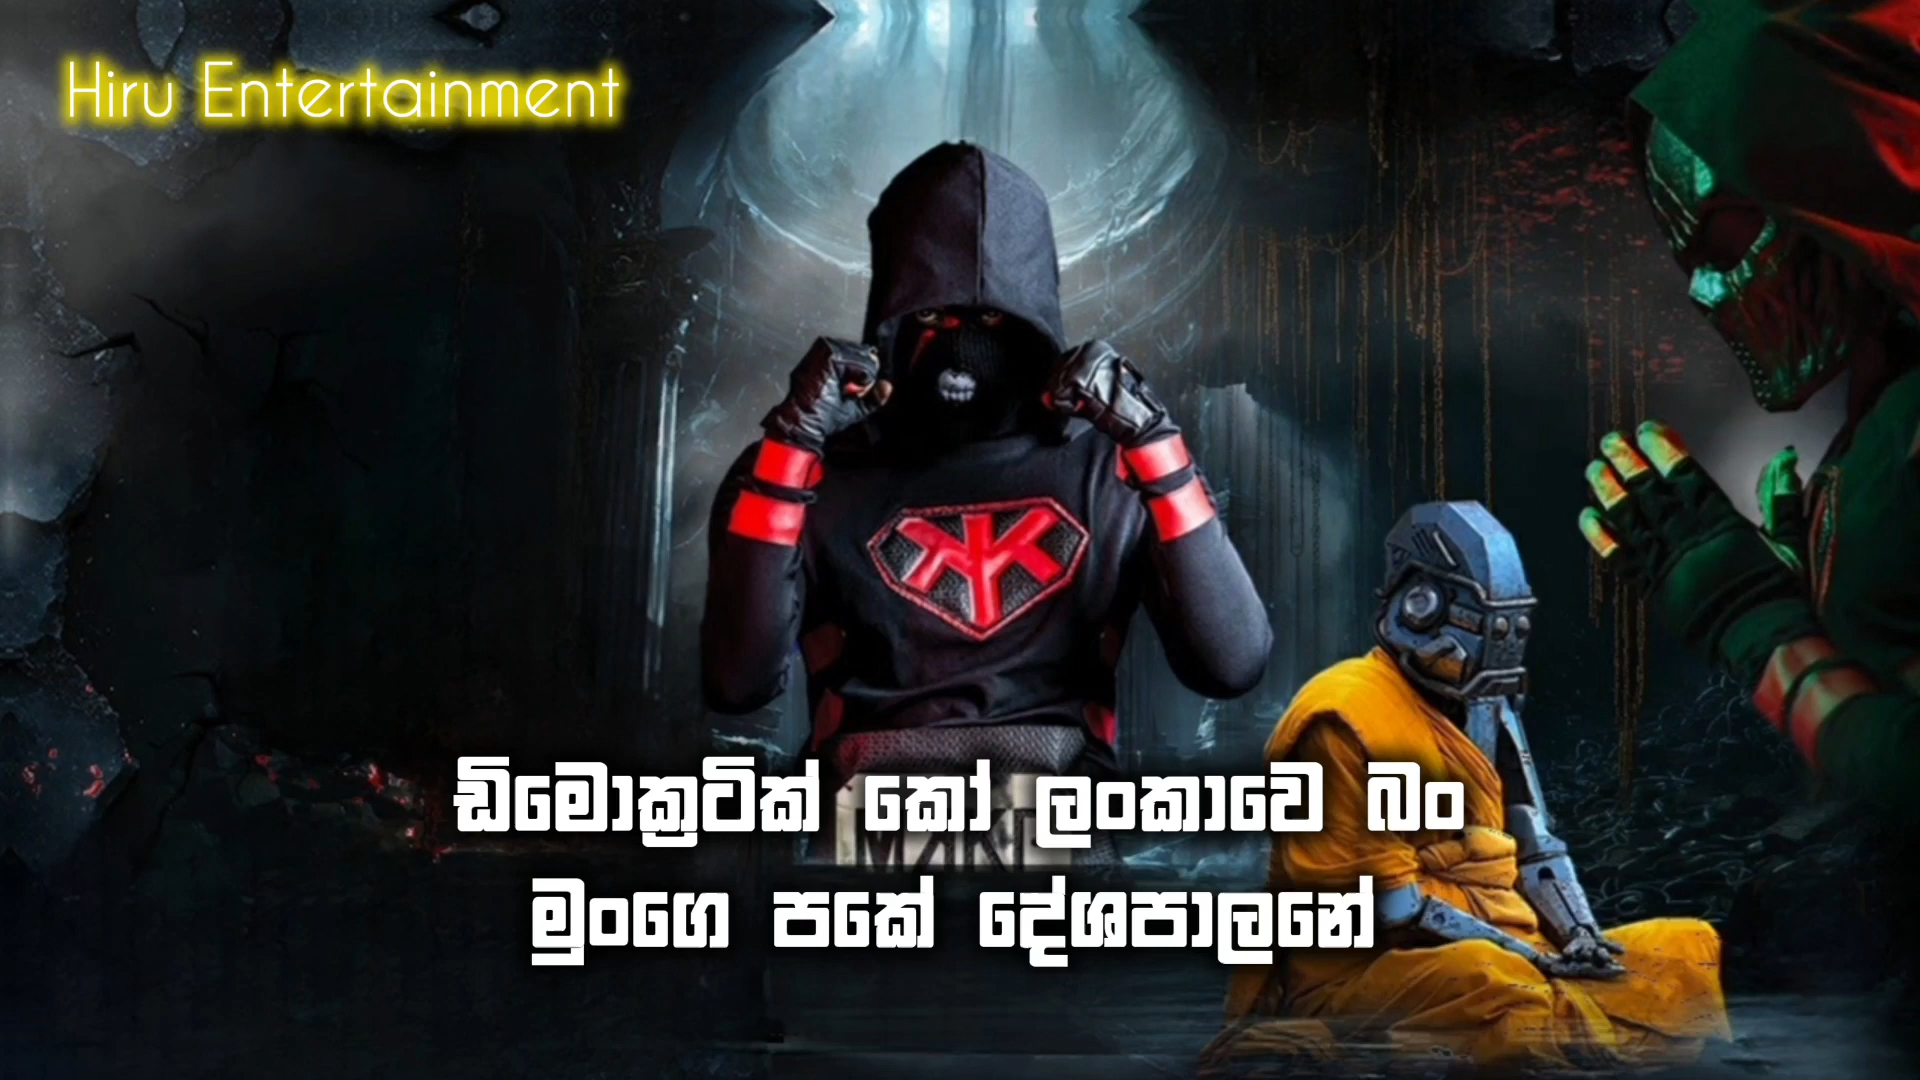 Hiru Entertainment
ඩිමොක්‍රටික් කෝ ලංකාවෙ බං
මුංගෙ පකේ දේශපාලනේ